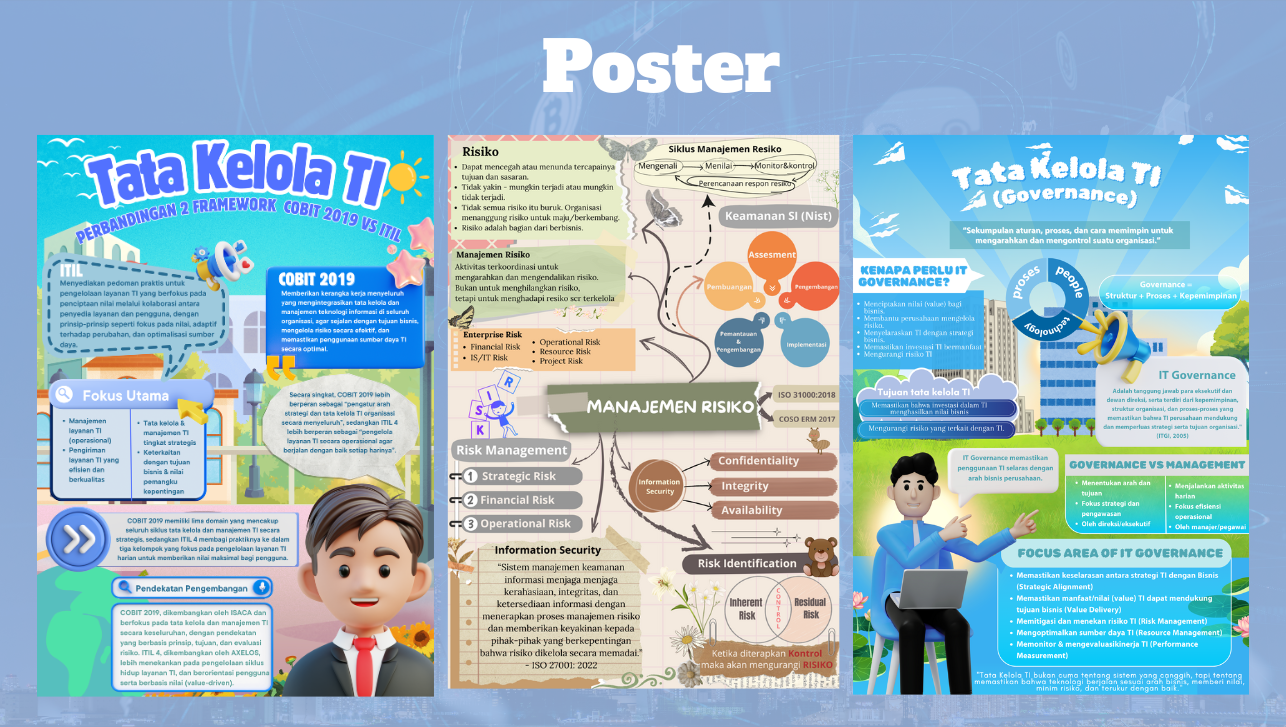 Poster
Tata Kelola TI
PERBANDINGAN 2 FRAMEWORK COBIT 2019 VS ITIL
ITIL
Menyediakan pedoman praktis untuk
pengelolaan layanan TI yang berfokus pada
penciptaan nilai melalui kolaborasi antara
penyedia layanan dan pengguna, dengan
prinsip-prinsip seperti fokus pada nilai, adaptif
terhadap perubahan, dan optimalisasi sumber
daya.
COBIT 2019
Memberikan kerangka kerja menyeluruh
yang mengintegrasikan tata kelola dan
manajemen teknologi informasi di seluruh
organisasi, agar sejalan dengan tujuan bisnis,
mengelola risiko secara efektif, dan
memastikan penggunaan sumber daya TI
secara optimal.
Fokus Utama
• Manajemen
layanan TI
(operasional)
• Pengiriman
layanan TI yang
efisien dan
berkualitas
• Tata kelola &
manajemen TI
tingkat strategis
• Keterkaitan
dengan tujuan
bisnis & nilai
pemangku
kepentingan
Secara singkat, COBIT 2019 lebih
berperan sebagai "pengatur arah
strategi dan tata kelola TI organisasi
secara menyeluruh", sedangkan ITIL 4
lebih berperan sebagai "pengelola
layanan TI secara operasional agar
berjalan dengan baik setiap harinya".
COBIT 2019 memiliki lima domain yang mencakup
seluruh siklus tata kelola dan manajemen TI secara
strategis, sedangkan ITIL 4 membagi praktiknya ke dalam
tiga kelompok yang fokus pada pengelolaan layanan TI
harian untuk memberikan nilai maksimal bagi pengguna.
Pendekatan Pengembangan
COBIT 2019, dikembangkan oleh ISACA dan
berfokus pada tata kelola dan manajemen TI
secara keseluruhan, dengan pendekatan
yang berbasis prinsip, tujuan, dan evaluasi
risiko. ITIL 4, dikembangkan oleh AXELOS,
lebih menekankan pada pengelolaan siklus
hidup layanan TI, dan berorientasi pengguna
serta berbasis nilai (value-driven).
Risiko
• Dapat mencegah atau menunda tercapainya
tujuan dan sasaran.
• Tidak yakin - mungkin terjadi atau mungkin
tidak terjadi.
• Tidak semua risiko itu buruk. Organisasi
menanggung risiko untuk maju/berkembang.
• Risiko adalah bagian dari berbisnis.
Manajemen Risiko
Aktivitas terkoordinasi untuk
mengarahkan dan mengendalikan risiko.
Bukan untuk menghilangkan risiko,
tetapi untuk menghadapi risiko scr terkelola
Enterprise Risk
• Financial Risk
• IS/IT Risk
• Operational Risk
• Resource Risk
• Project Risk
Siklus Manajemen Resiko
Mengenali
Menilai
Monitor&kontrol
Perencanaan respon resiko
Keamanan SI (Nist)
Assesment
Pembuangan
Pengembangan
Pemantauan
&
Pengembangan
Implementasi
R
I
S
K
MANAJEMEN RISIKO
ISO 31000:2018
COSO ERM 2017
Risk Management
1 Strategic Risk
2 Financial Risk
3 Operational Risk
Information
Security
Confidentiality
Integrity
Availability
Information Security
"Sistem manajemen keamanan
informasi menjaga menjaga
kerahasiaan, integritas, dan
ketersediaan informasi dengan
menerapkan proses manajemen risiko
dan memberikan keyakinan kepada
pihak-pihak yang berkepentingan
bahwa risiko dikelola secara memadai."
- ISO 27001: 2022
Risk Identification
Inherent
Risk
CONTROL
Residual
Risk
Ketika diterapkan Kontrol
maka akan mengurangi RISIKO
Tata Kelola TI
(Governance)
"Sekumpulan aturan, proses, dan cara memimpin untuk
mengarahkan dan mengontrol suatu organisasi."
KENAPA PERLU IT
GOVERNANCE?
• Menciptakan nilai (value) bagi
bisnis.
• Membantu perusahaan mengelola
risiko.
• Menyelaraskan TI dengan strategi
bisnis.
• Memastikan investasi TI bermanfaat
• Mengurangi risiko TI
proses
people
technology
Governance =
Struktur + Proses + Kepemimpinan
Tujuan tata kelola TI
Memastikan bahwa investasi dalam TI
menghasilkan nilai bisnis
Mengurangi risiko yang terkait dengan TI.
IT Governance
Adalah tanggung jawab para eksekutif dan
dewan direksi, serta terdiri dari kepemimpinan,
struktur organisasi, dan proses-proses yang
memastikan bahwa TI perusahaan mendukung
dan memperluas strategi serta tujuan organisasi."
(ITGI, 2003)
IT Governance memastikan
penggunaan TI selaras dengan
arah bisnis perusahaan.
GOVERNANCE VS MANAGEMENT
• Menentukan arah dan
tujuan
• Fokus strategi dan
pengawasan
• Oleh direksi/eksekutif
• Menjalankan aktivitas
harian
• Fokus efisiensi
operasional
• Oleh manajer/pegawai
FOCUS AREA OF IT GOVERNANCE
• Memastikan keselarasan antara strategi TI dengan Bisnis
(Strategic Alignment)
• Memastikan manfaat/nilai (value) TI dapat mendukung
tujuan bisnis (Value Delivery)
• Memitigasi dan menekan risiko TI (Risk Management)
• Mengoptimalkan sumber daya TI (Resource Management)
• Memonitor & mengevaluasikinerja TI (Performance
Measurement)
"Tata Kelola TI bukan cuma tentang sistem yang canggih, tapi tentang
memastikan bahwa teknologi berjalan sesuai arah bisnis, memberi nilai,
minim risiko, dan terukur dengan baik."